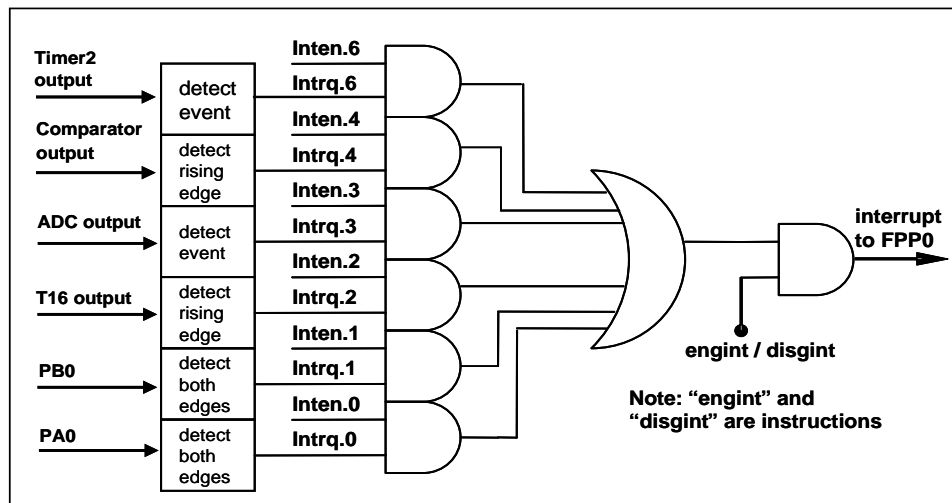 Timer2
output
Comparator
output
ADC output
T16 output
PB0
PA0
detect
event
detect
rising
edge
detect
event
detect
rising
edge
detect
both
edges
detect
both
edges
Inten.6
Intrq.6
Inten.4
Intrq.4
Inten.3
Intrq.3
Inten.2
Intrq.2
Inten.1
Intrq.1
Inten.0
Intrq.0
interrupt
to FPP0
engint / disgint
Note: “engint” and
“disgint” are instructions